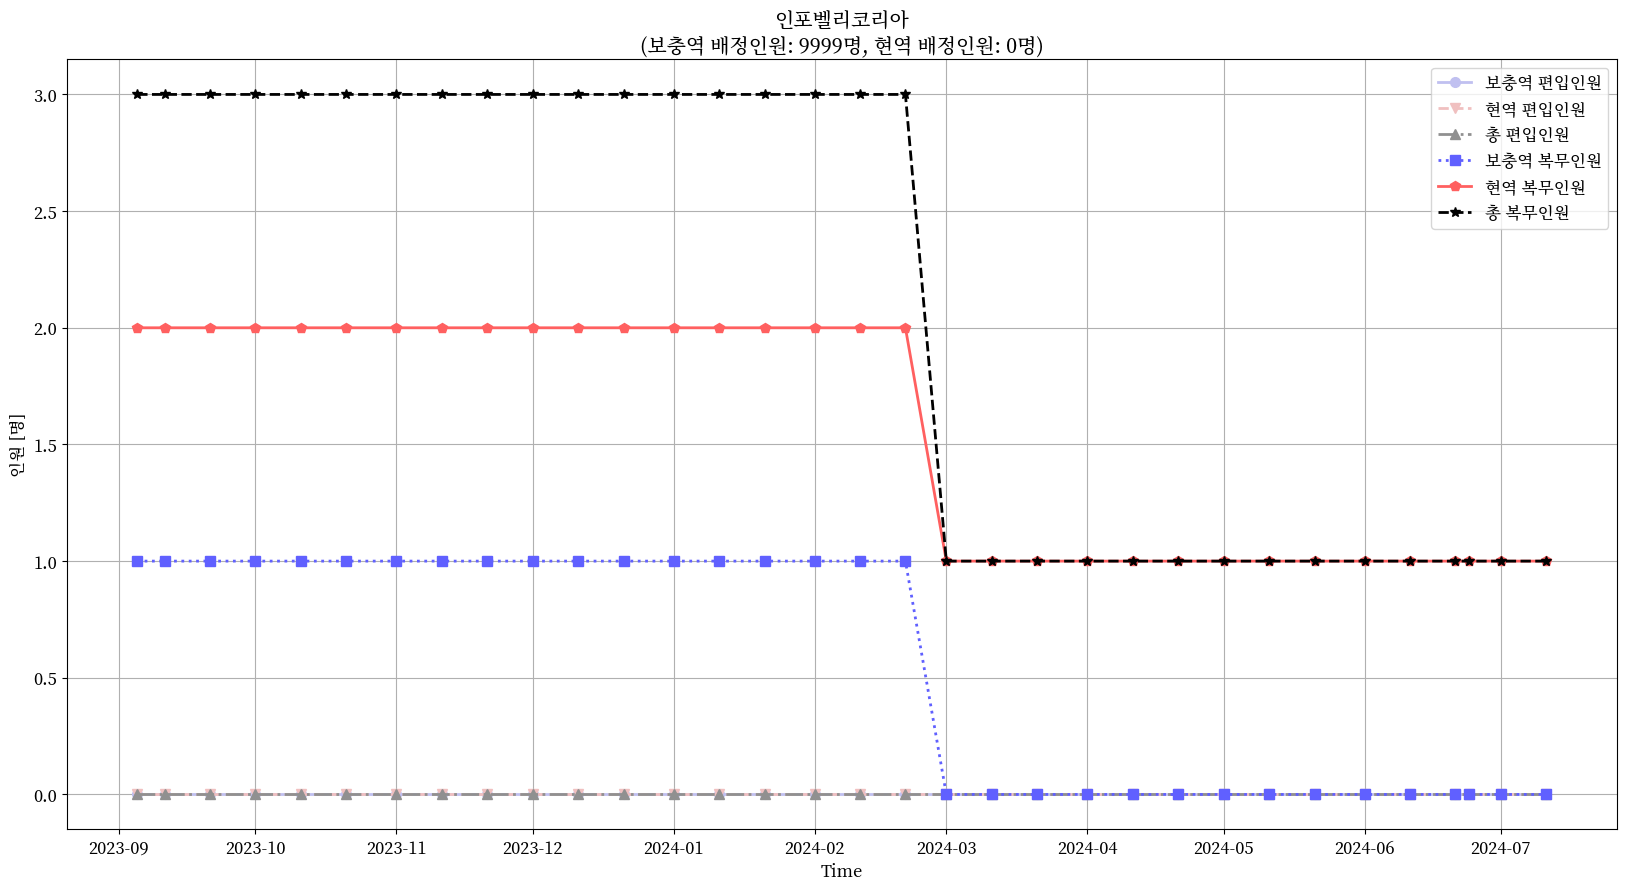 인포벨리코리아
(보충역 배정인원: 9999명, 현역 배정인원: 0명)
보충역 편입인원
현역 편입인원
총 편입인원
보충역 복무인원
현역 복무인원
총 복무인원
인원 [명]
3.0
2.5
2.0
1.5
1.0
0.5
0.0
2023-09 2023-10 2023-11 2023-12 2024-01 2024-02 2024-03 2024-04 2024-05 2024-06 2024-07
Time